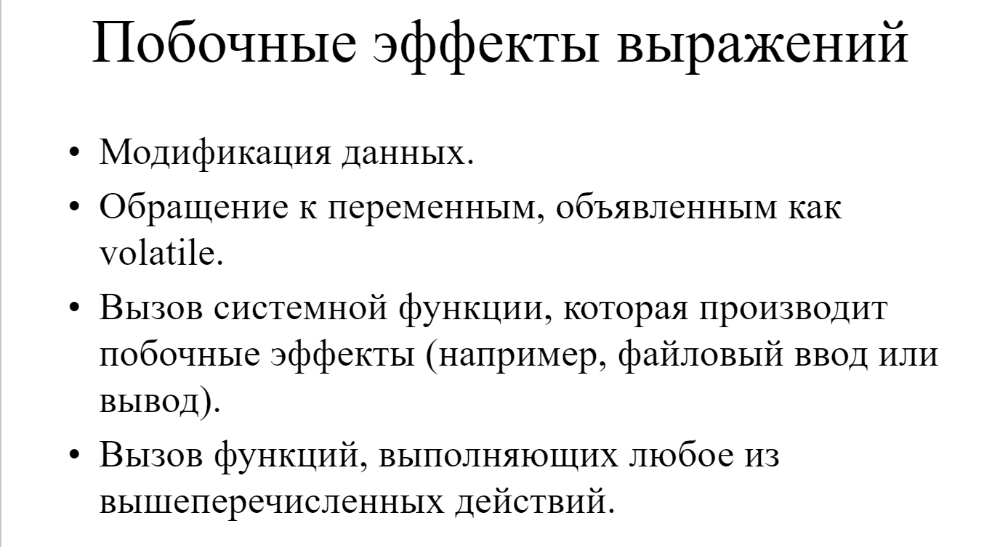 Побочные эффекты выражений
• Модификация данных.
• Обращение к переменным, объявленным как
volatile.
• Вызов системной функции, которая производит
побочные эффекты (например, файловый ввод или
вывод).
• Вызов функций, выполняющих любое из
вышеперечисленных действий.